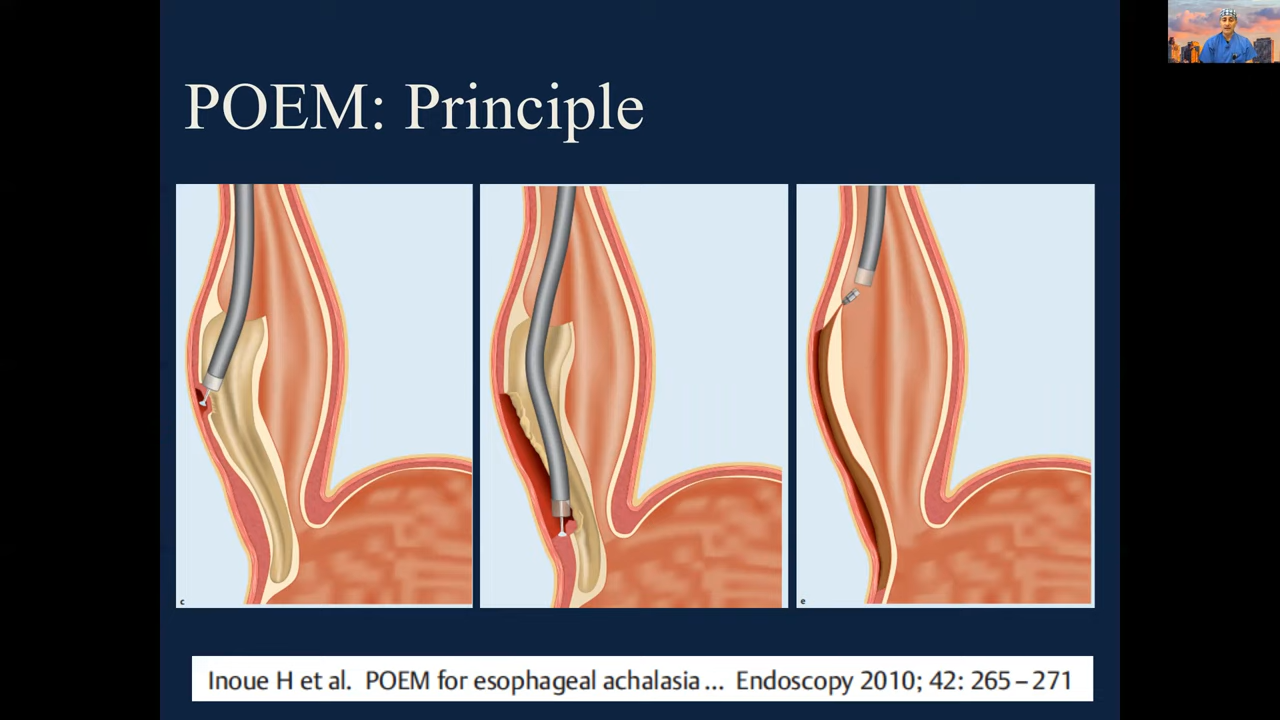 POEM: Principle
c
e
Inoue H et al. POEM for esophageal achalasia ... Endoscopy 2010; 42: 265–271